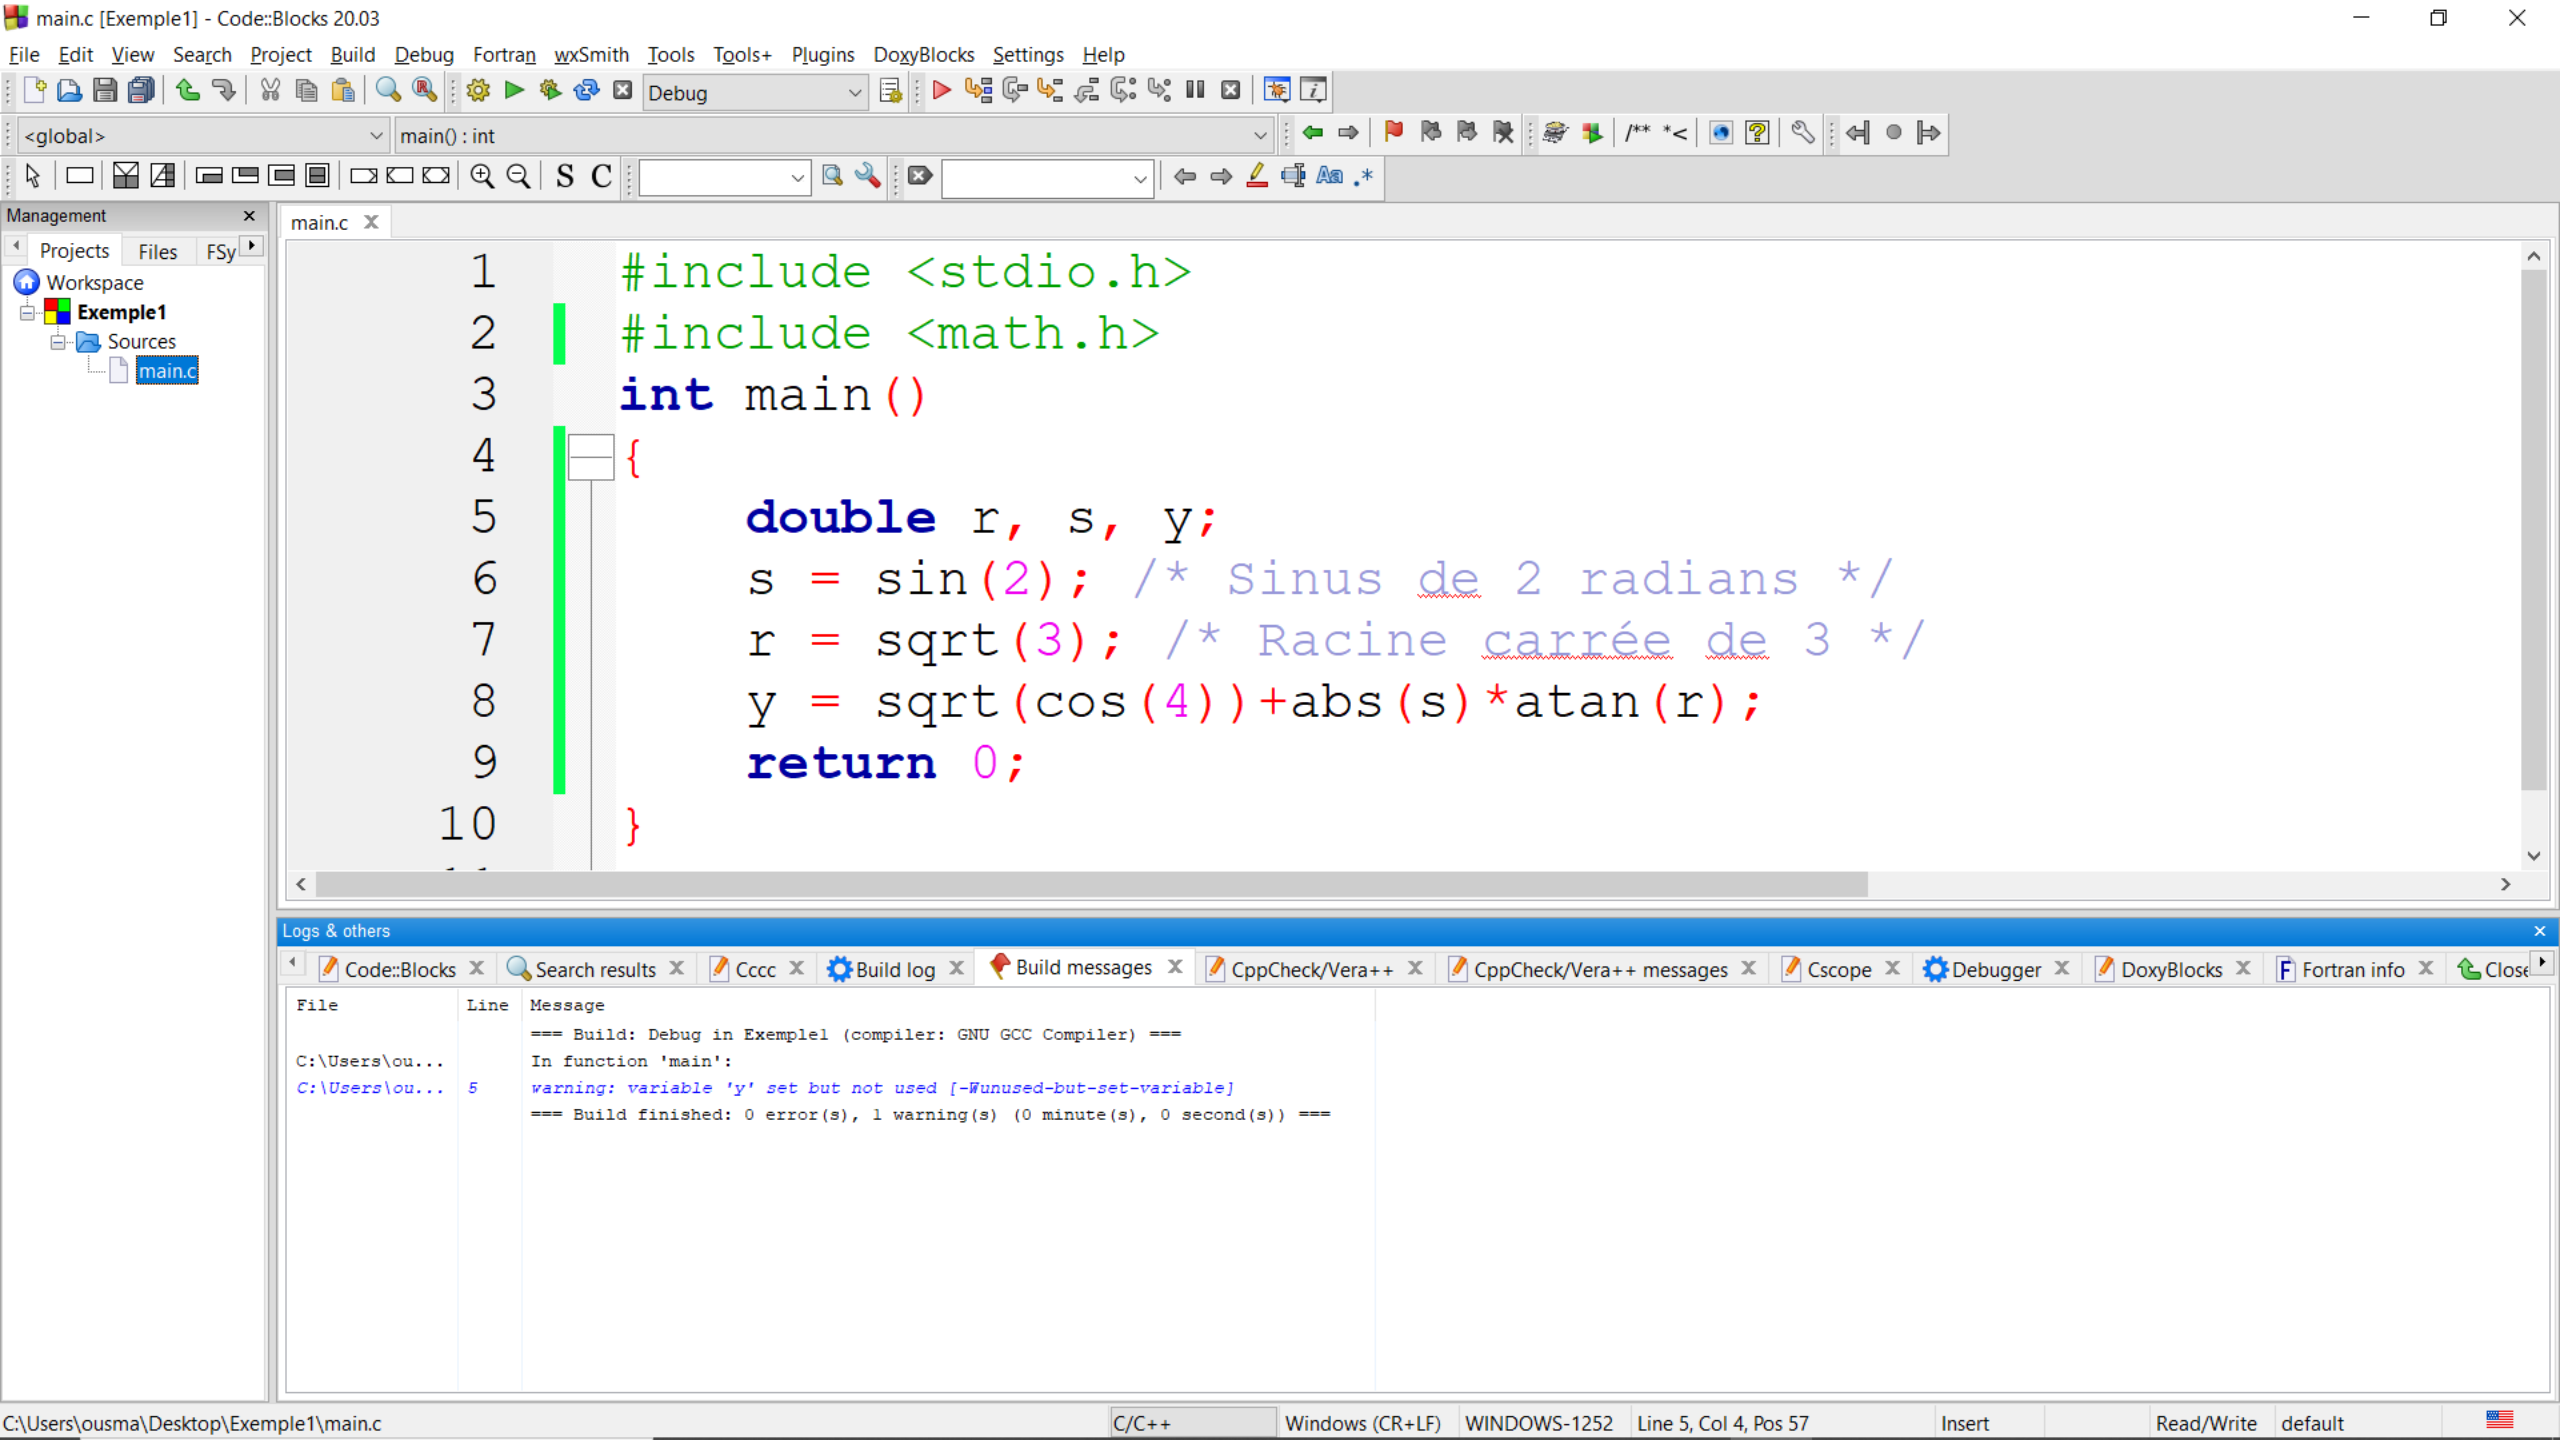 main.c [Exemple1] - Code::Blocks 20.03
File Edit View Search Project Build Debug Fortran wxSmith Tools Tools+ Plugins DoxyBlocks Settings Help
Debug
<global> main() : int /** *<
S C Aa .*
Management
Projects Files FSy
Workspace
Exemple1
Sources
main.c
main.c
1 #include <stdio.h>
2 #include <math.h>
3 int main()
4 {
5 double r, s, y;
6 s = sin(2); /* Sinus de 2 radians */
7 r = sqrt(3); /* Racine carrée de 3 */
8 y = sqrt(cos(4))+abs(s)*atan(r);
9 return 0;
10 }
Logs & others
Code::Blocks Search results Cccc Build log Build messages CppCheck/Vera++ CppCheck/Vera++ messages Cscope Debugger DoxyBlocks Fortran info Close
File Line Message
=== Build: Debug in Exemple1 (compiler: GNU GCC Compiler) ===
C:\Users\ou... In function 'main':
C:\Users\ou... 5 warning: variable 'y' set but not used [-Wunused-but-set-variable]
=== Build finished: 0 error(s), 1 warning(s) (0 minute(s), 0 second(s)) ===
C:\Users\ousma\Desktop\Exemple1\main.c C/C++ Windows (CR+LF) WINDOWS-1252 Line 5, Col 4, Pos 57 Insert Read/Write default